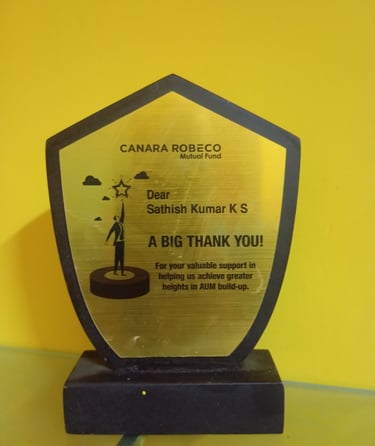 CANARA ROBECO
Mutual Fund
Dear
Sathish Kumar K S
A BIG THANK YOU!
For your valuable support in
helping us achieve greater
heights in AUM build-up.